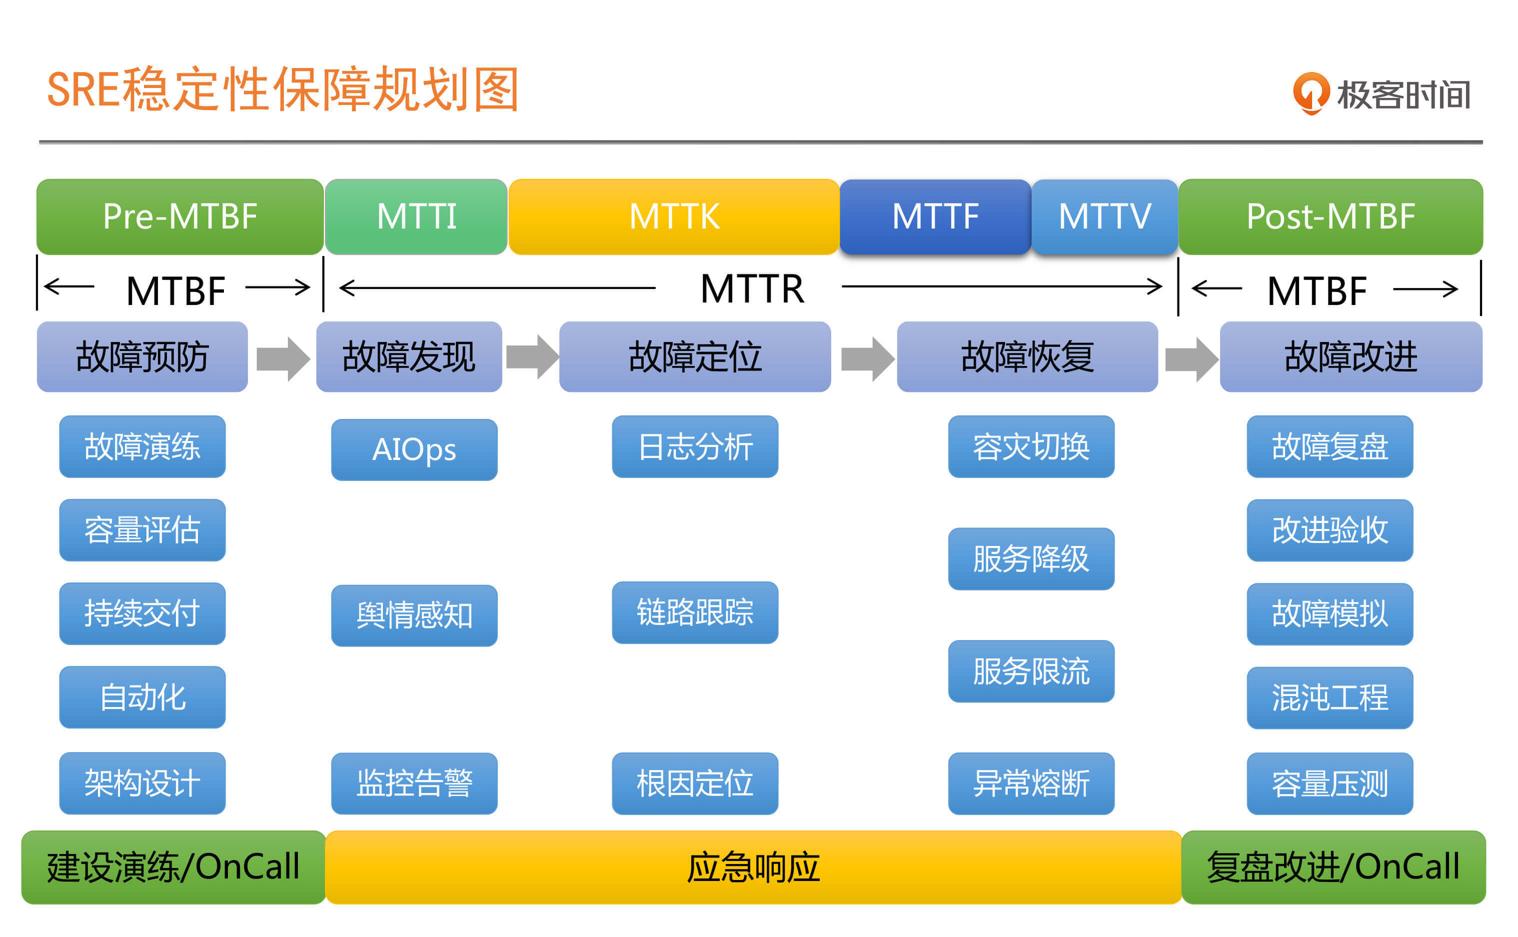 SRE稳定性保障规划图
极客时间
Pre-MTBF
MTTI
MTTK
MTTF
MTTV
Post-MTBF
MTBF
MTTR
MTBF
故障预防
故障发现
故障定位
故障恢复
故障改进
故障演练
容量评估
持续交付
自动化
架构设计
AIOps
舆情感知
监控告警
日志分析
链路跟踪
根因定位
容灾切换
服务降级
服务限流
异常熔断
故障复盘
改进验收
故障模拟
混沌工程
容量压测
建设演练/OnCall
应急响应
复盘改进/OnCall